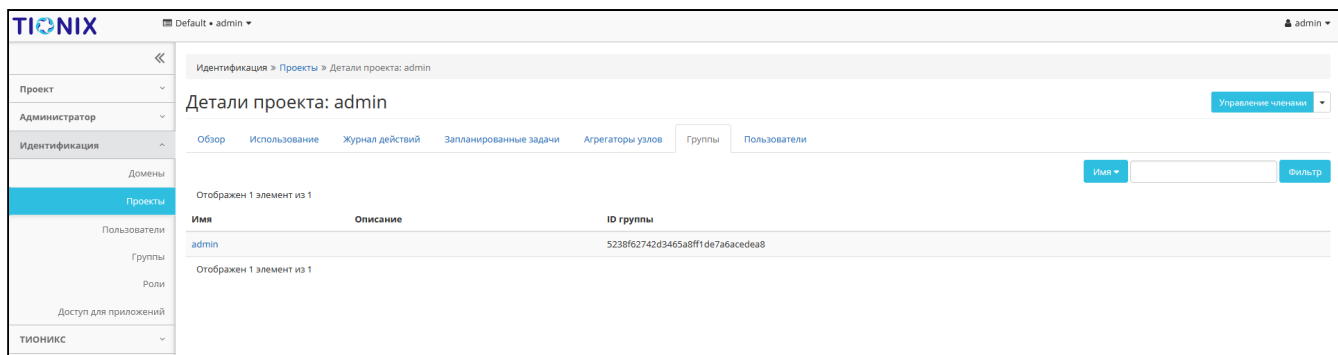 TIONIX
Default • admin
admin
Идентификация » Проекты » Детали проекта: admin
Проект
Детали проекта: admin
Управление членами
Администратор
Обзор Использование Журнал действий Запланированные задачи Агрегаторы узлов Группы Пользователи
Идентификация
Домены
Имя
Фильтр
Проекты
Отображен 1 элемент из 1
Имя Описание ID группы
Пользователи
admin 5238f62742d3465a8ff1de7a6acedea8
Группы
Отображен 1 элемент из 1
Роли
Доступ для приложений
ТИОНИКС